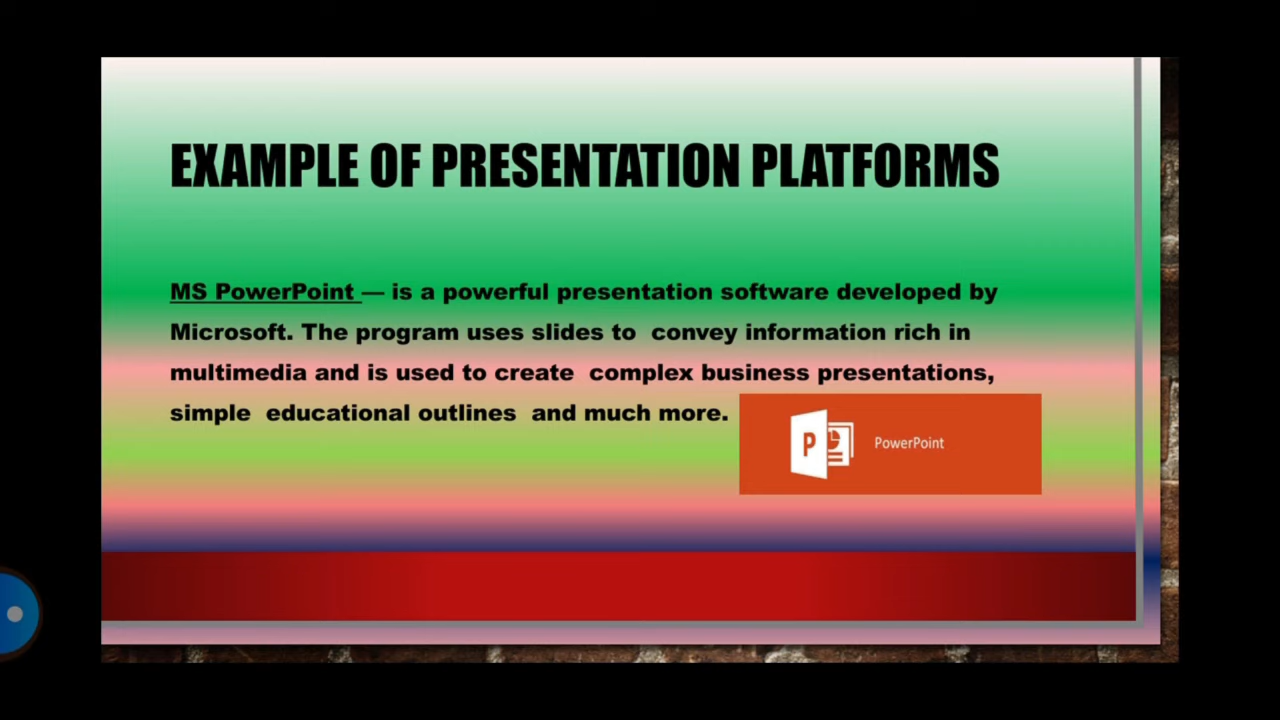 EXAMPLE OF PRESENTATION PLATFORMS
MS PowerPoint — is a powerful presentation software developed by
Microsoft. The program uses slides to  convey information rich in
multimedia and is used to create  complex business presentations,
simple  educational outlines  and much more.
P PowerPoint